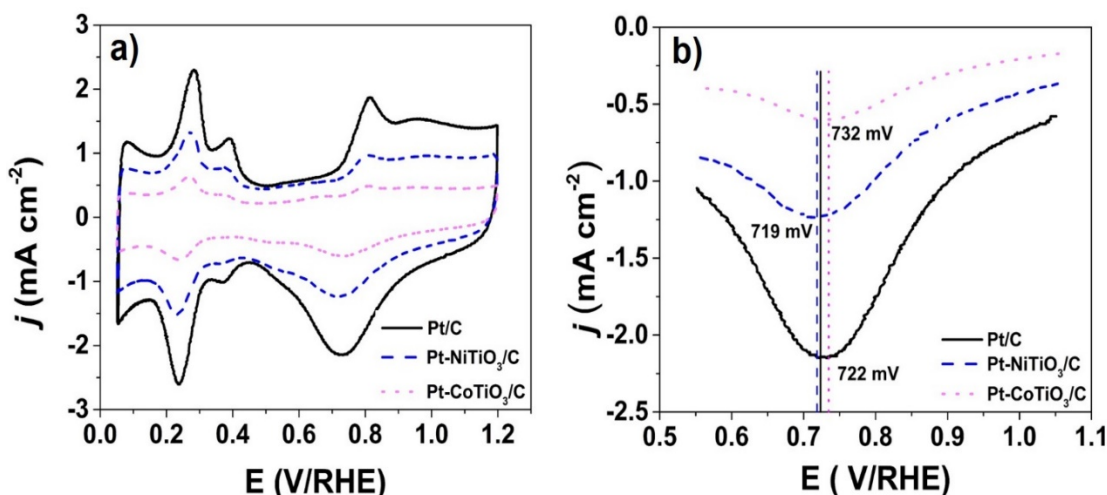 a)
3
2
1
0
-1
-2
-3
j (mA cm-2)
0.0 0.2 0.4 0.6 0.8 1.0 1.2
E (V/RHE)
Pt/C
Pt-NiTiO3/C
Pt-CoTiO3/C
b)
0.0
-0.5
-1.0
-1.5
-2.0
-2.5
j (mA cm-2)
0.5 0.6 0.7 0.8 0.9 1.0 1.1
E ( V/RHE)
732 mV
719 mV
722 mV
Pt/C
Pt-NiTiO3/C
Pt-CoTiO3/C